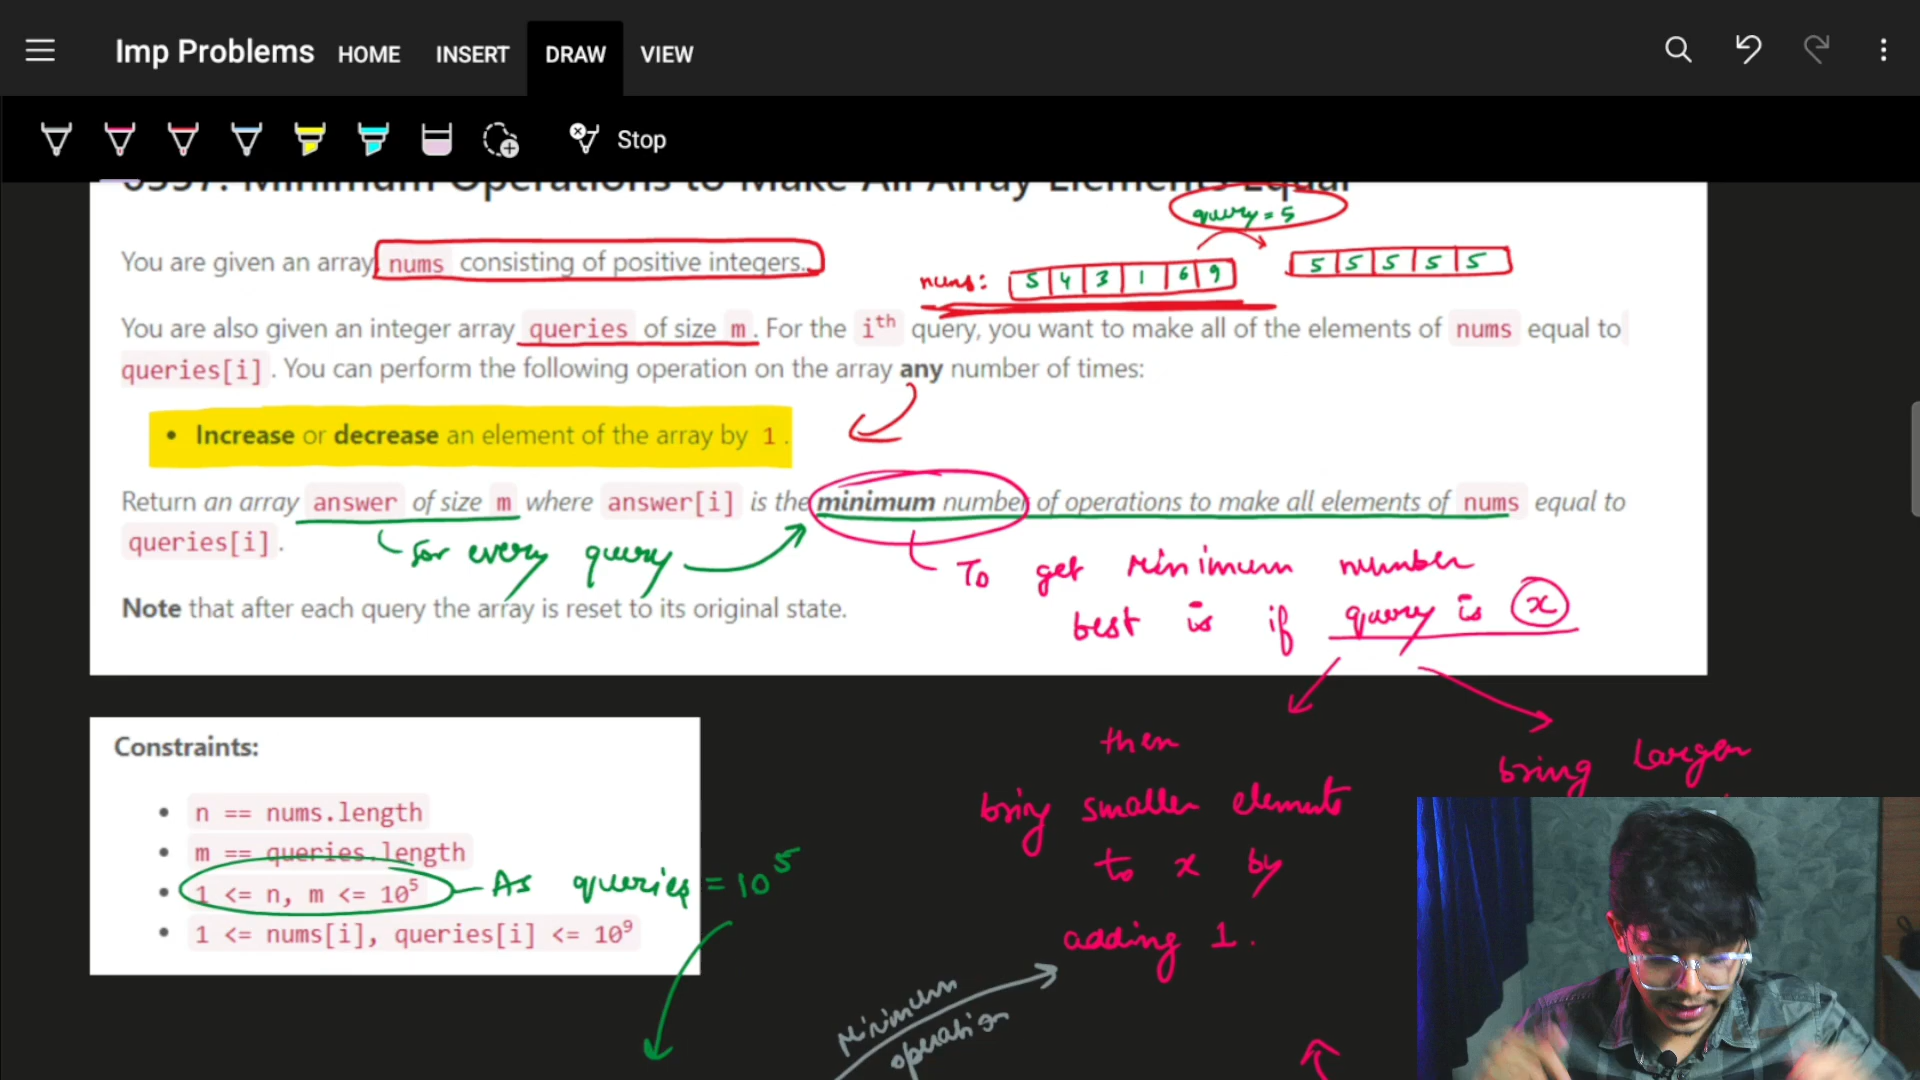 Imp Problems HOME INSERT DRAW VIEW
Stop
Minimum Operations to Make All Array Elements Equal
query = 5
You are given an array nums consisting of positive integers.
nums: 5 4 3 1 6 9
5 5 5 5 5
You are also given an integer array queries of size m. For the ith query, you want to make all of the elements of nums equal to
queries[i]. You can perform the following operation on the array any number of times:
• Increase or decrease an element of the array by 1.
Return an array answer of size m where answer[i] is the minimum number of operations to make all elements of nums equal to
queries[i].
for every query
To get minimum number
best is if query is x
Note that after each query the array is reset to its original state.
then
bring smaller elements
to x by
adding 1.
bring larger
Constraints:
• n == nums.length
• m == queries.length
• 1 <= n, m <= 10^5
As queries = 10^5
• 1 <= nums[i], queries[i] <= 10^9
Minimum
operation